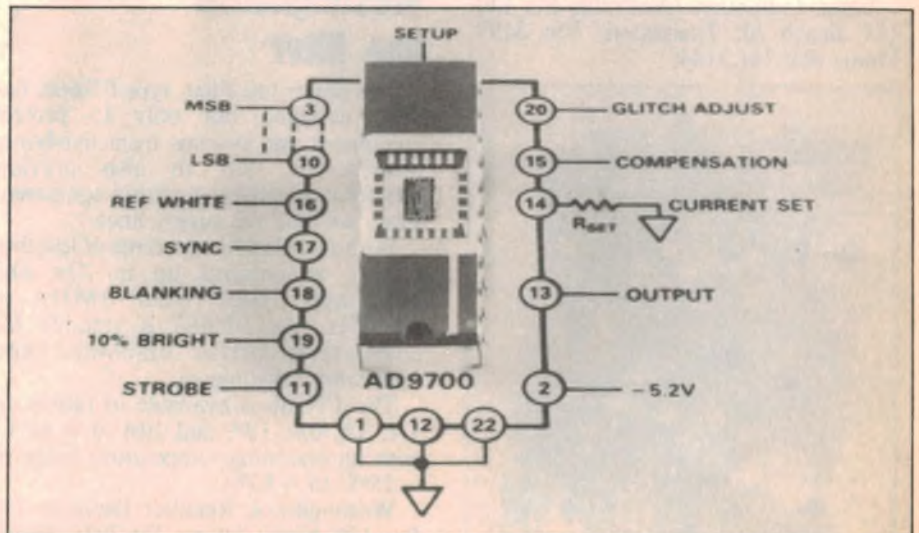 SETUP
MSB 3
LSB 10
REF WHITE 16
SYNC 17
BLANKING 18
10% BRIGHT 19
STROBE 11
20 GLITCH ADJUST
15 COMPENSATION
14 RSET CURRENT SET
13 OUTPUT
2 -5.2V
AD9700
1 12 22